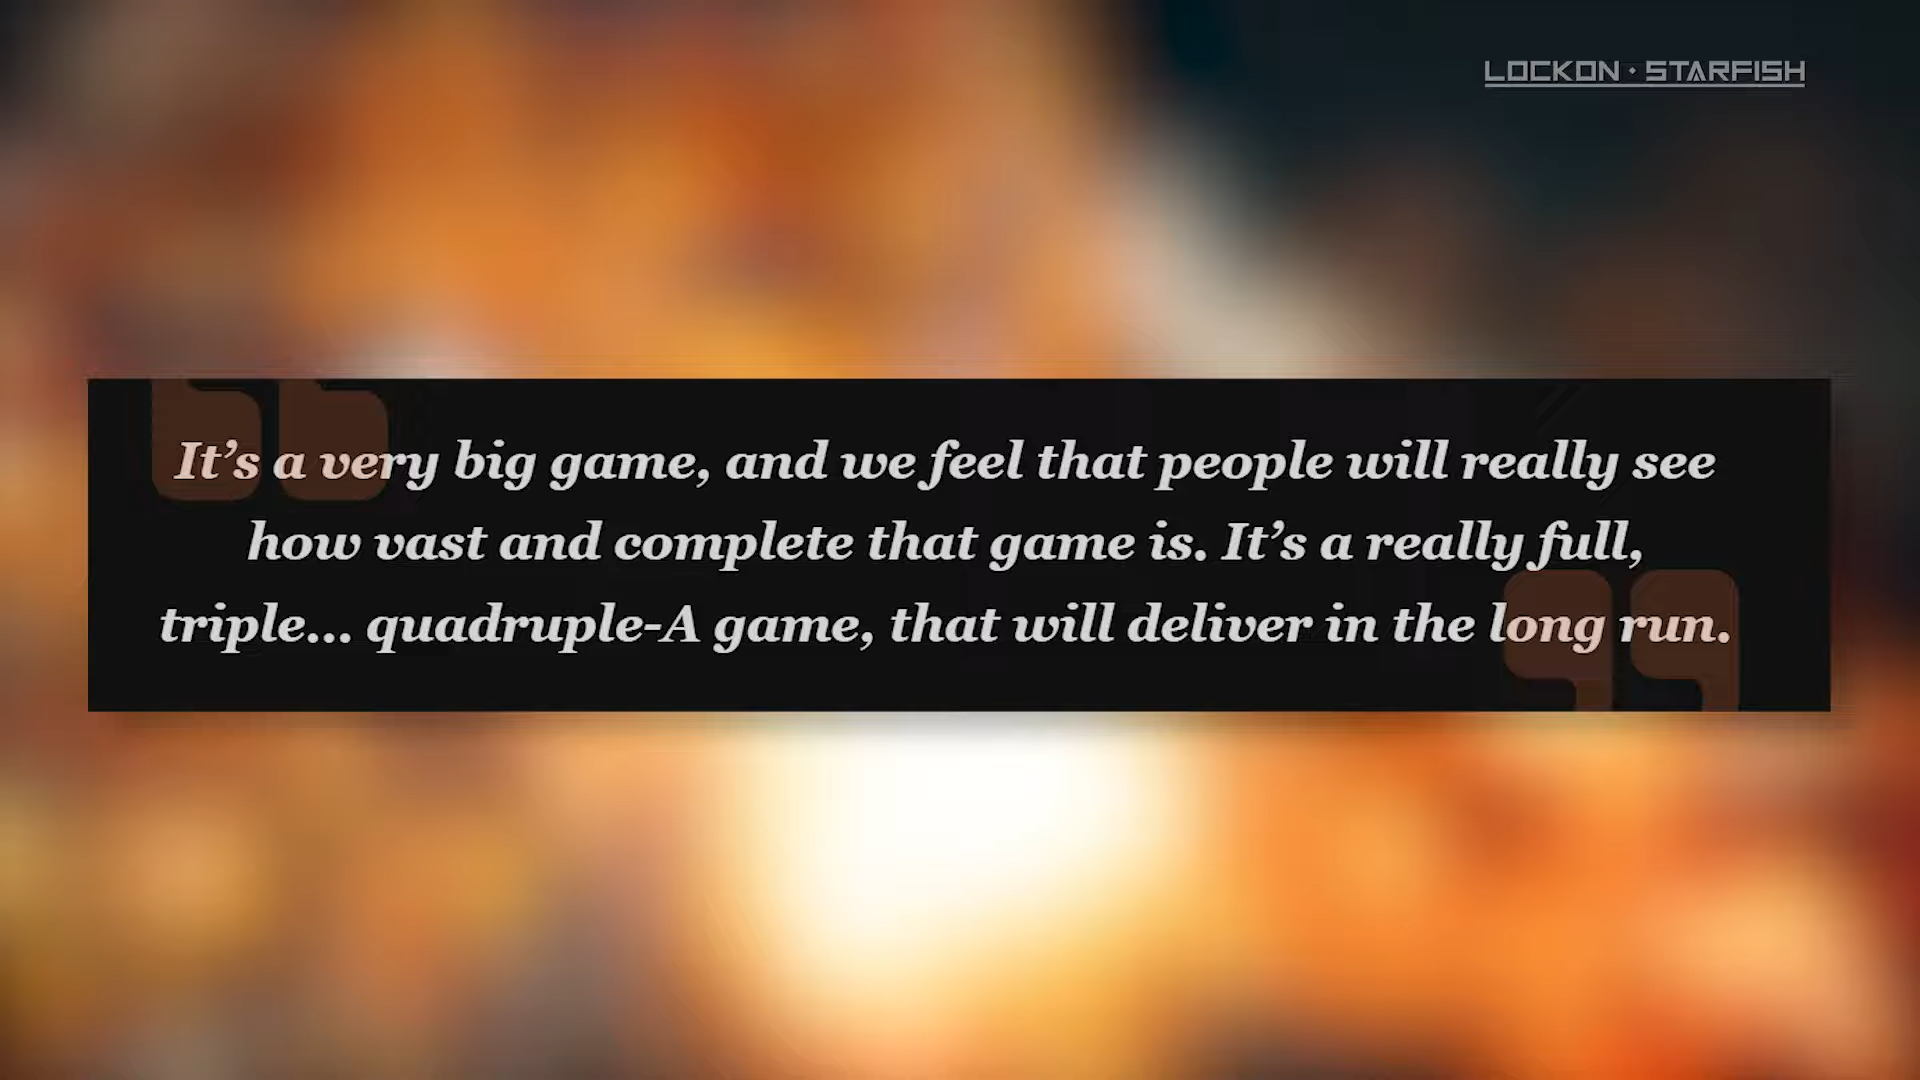 LOCKON · STARFISH
It’s a very big game, and we feel that people will really see
how vast and complete that game is. It’s a really full,
triple... quadruple-A game, that will deliver in the long run.